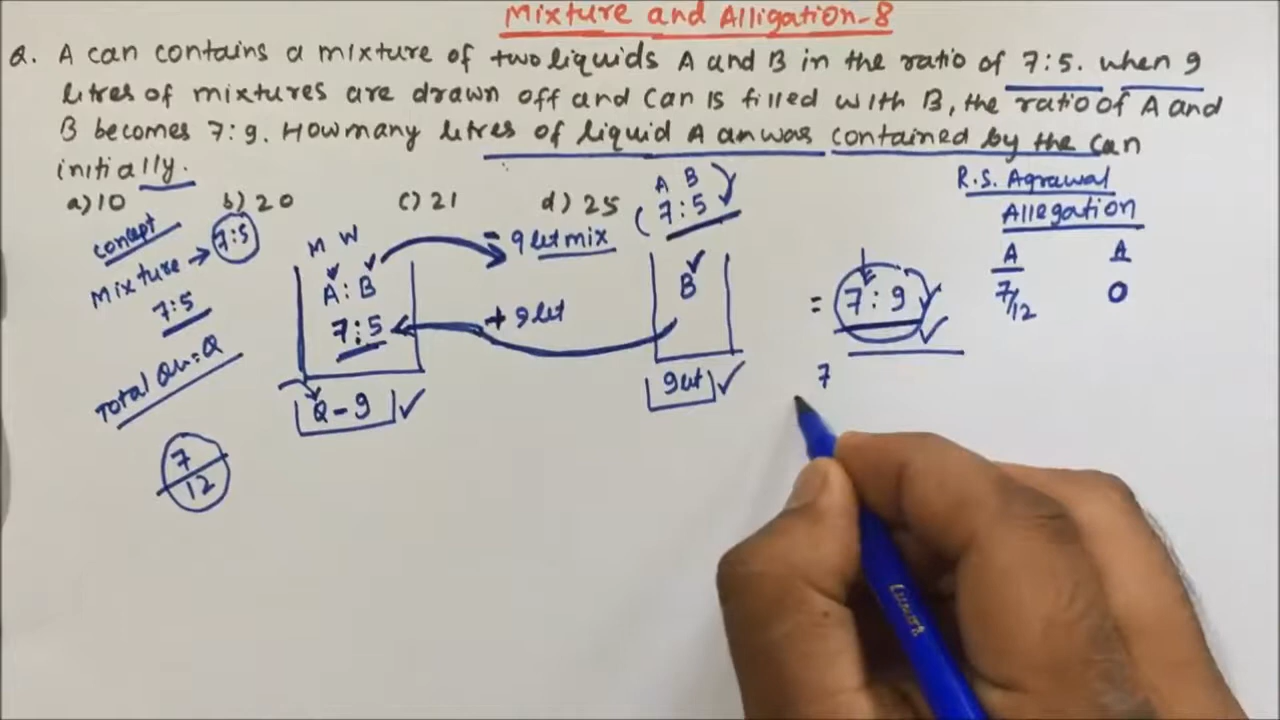 Mixture and Alligation-8
Q. A can contains a mixture of two liquids A and B in the ratio of 7:5. when 9
litres of mixtures are drawn off and Can is filled with B, the ratio of A and
B becomes 7:9. How many litres of liquid A an was contained by the can
initially.
a) 10 b) 20 c) 21 d) 25
A B
(7:5
R.S. Agrawal
Allegation
A A
7/12 0
concept
Mixture → 7:5
7:5
Total Qu = Q
7/12
M W
A : B
7:5
Q - 9
- 9 let mix
+ 9 let
B
9 let
= 7:9
7
Luxor